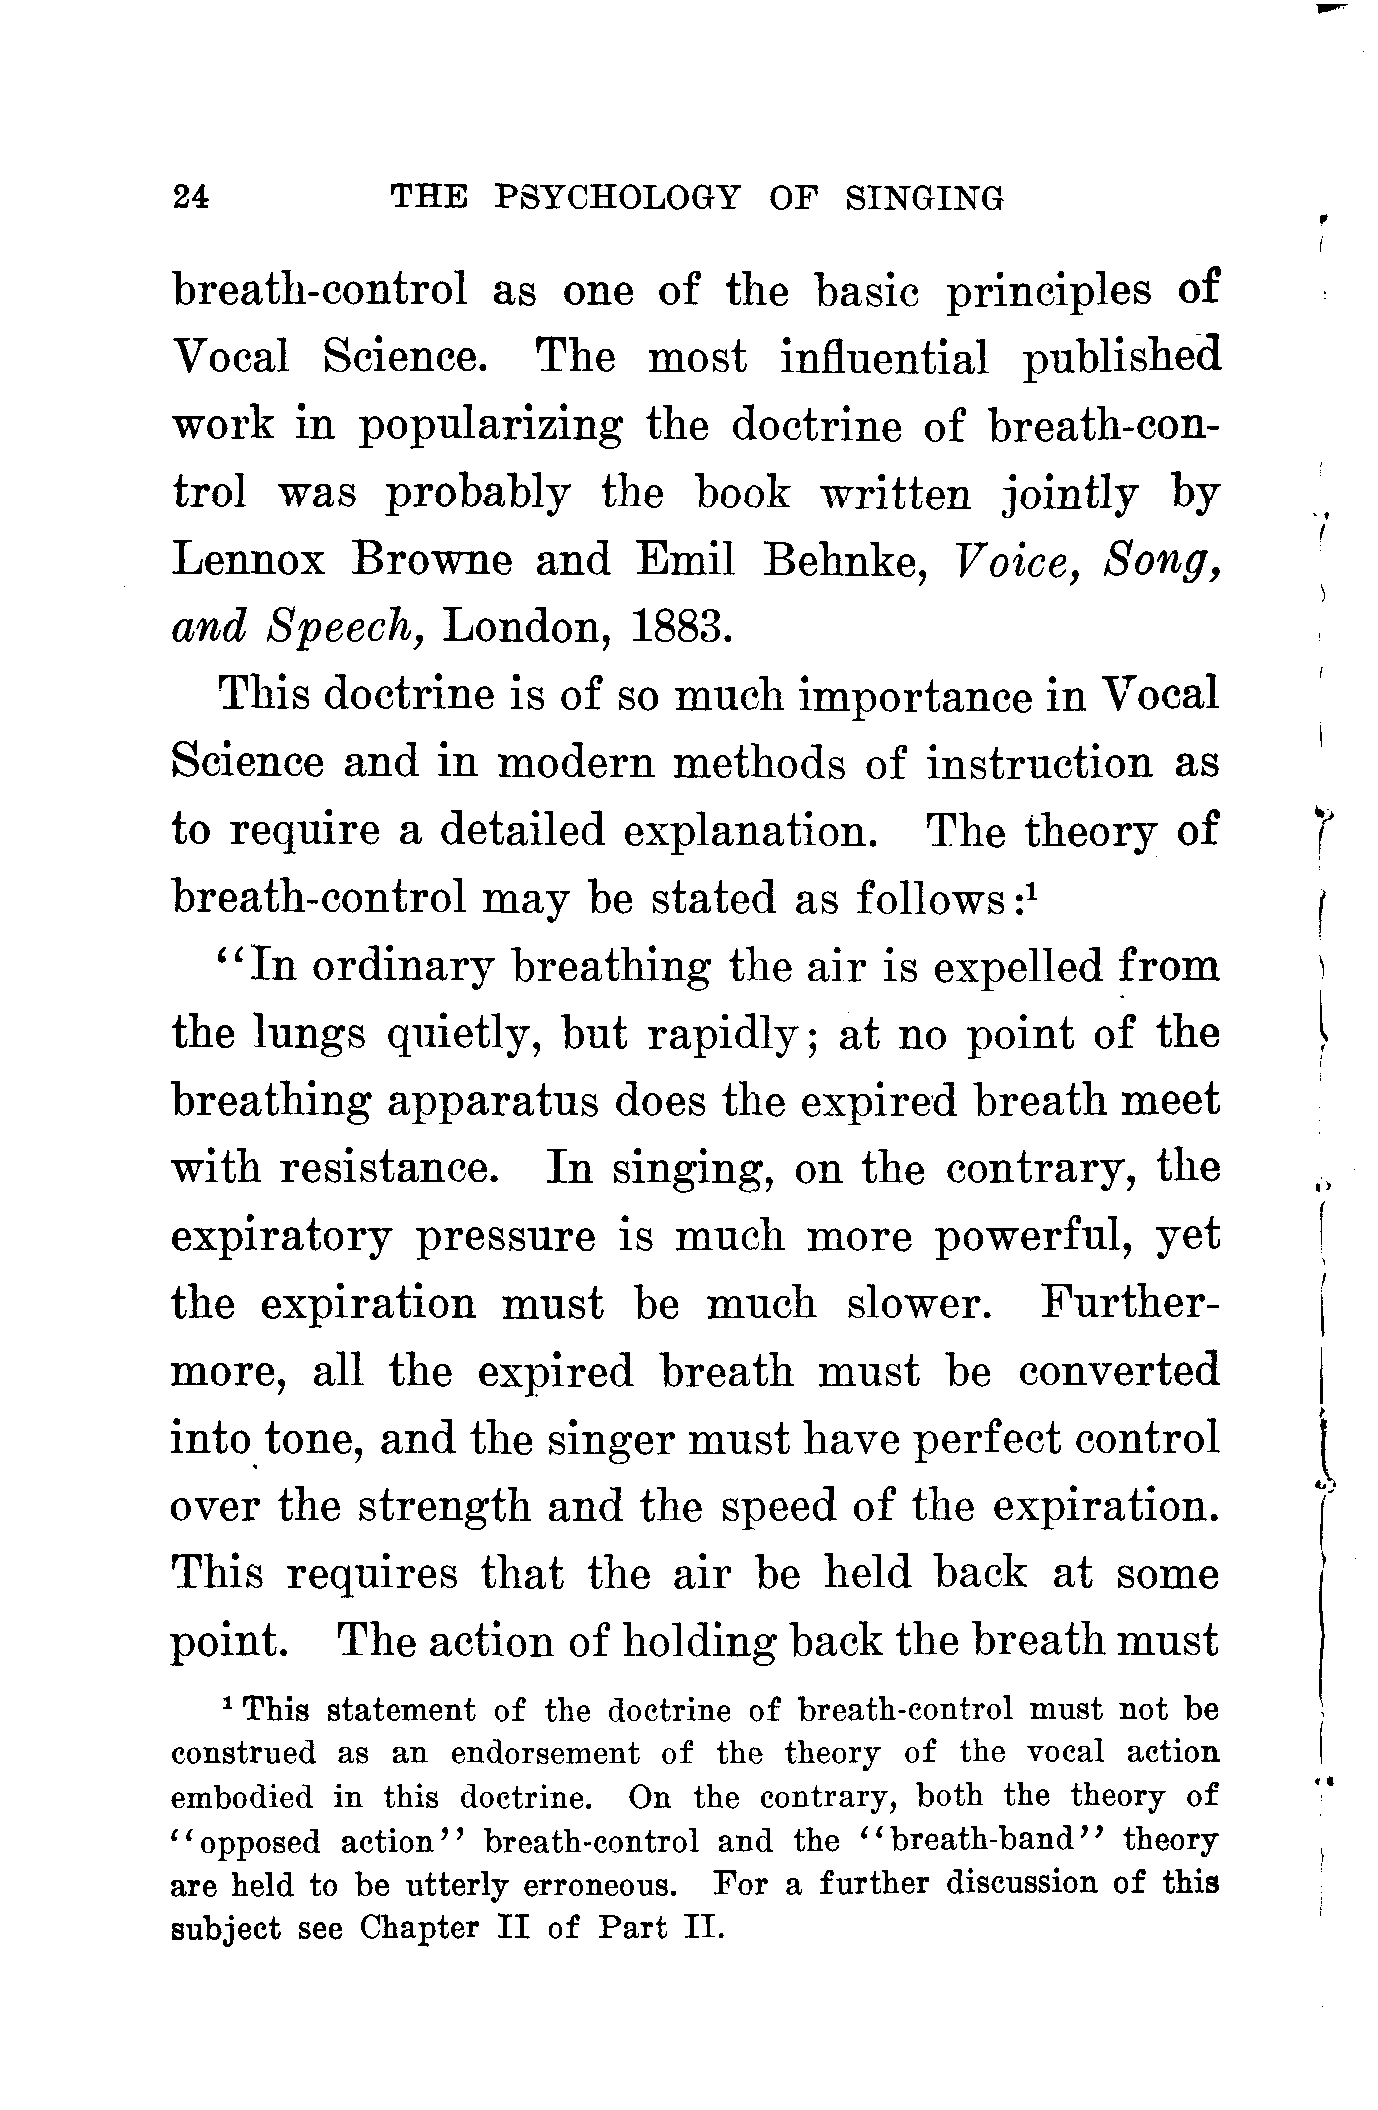 24 THE PSYCHOLOGY OF SINGING
breath-control as one of the basic principles of
Vocal Science. The most influential published
work in popularizing the doctrine of breath-con-
trol was probably the book written jointly by
Lennox Browne and Emil Behnke, Voice, Song,
and Speech, London, 1883.
This doctrine is of so much importance in Vocal
Science and in modern methods of instruction as
to require a detailed explanation. The theory of
breath-control may be stated as follows:¹
"In ordinary breathing the air is expelled from
the lungs quietly, but rapidly; at no point of the
breathing apparatus does the expired breath meet
with resistance. In singing, on the contrary, the
expiratory pressure is much more powerful, yet
the expiration must be much slower. Further-
more, all the expired breath must be converted
into tone, and the singer must have perfect control
over the strength and the speed of the expiration.
This requires that the air be held back at some
point. The action of holding back the breath must
¹ This statement of the doctrine of breath-control must not be
construed as an endorsement of the theory of the vocal action
embodied in this doctrine. On the contrary, both the theory of
"opposed action" breath-control and the "breath-band" theory
are held to be utterly erroneous. For a further discussion of this
subject see Chapter II of Part II.